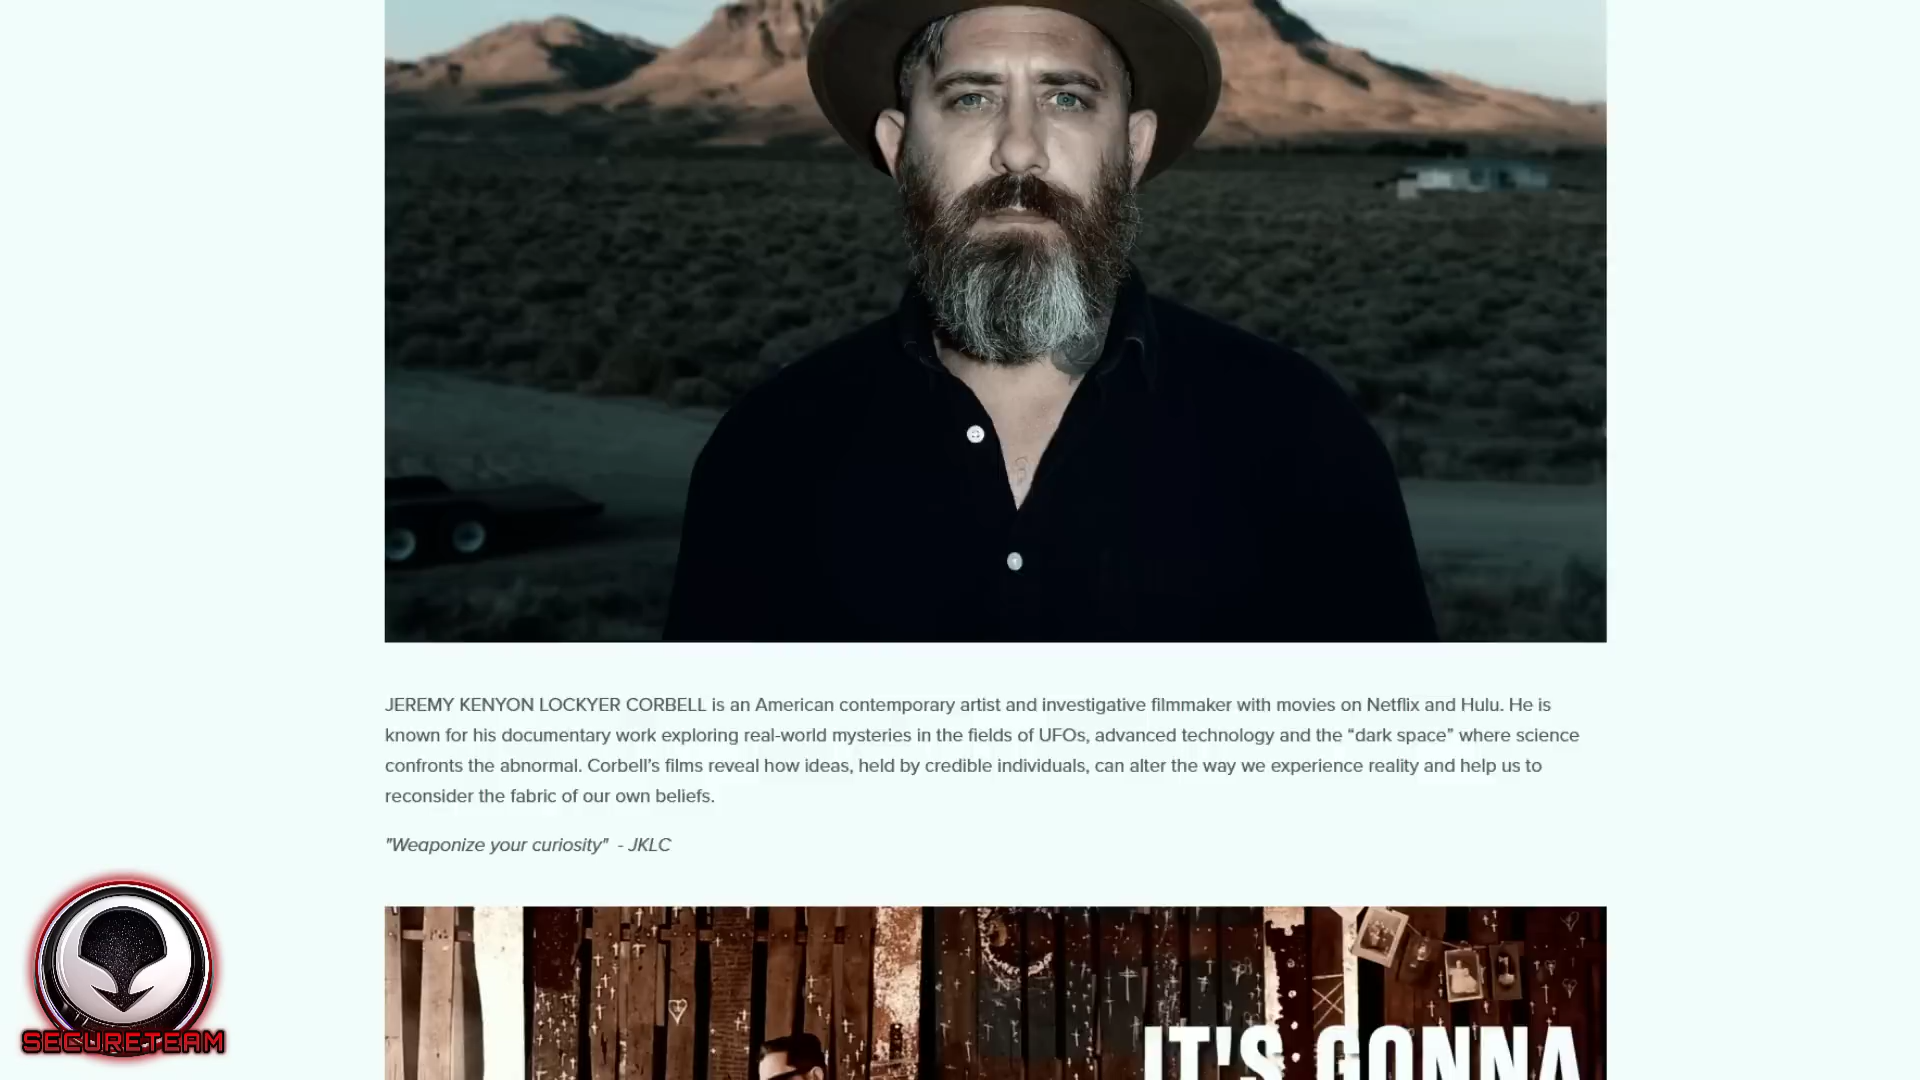 JEREMY KENYON LOCKYER CORBELL is an American contemporary artist and investigative filmmaker with movies on Netflix and Hulu. He is
known for his documentary work exploring real-world mysteries in the fields of UFOs, advanced technology and the “dark space” where science
confronts the abnormal. Corbell’s films reveal how ideas, held by credible individuals, can alter the way we experience reality and help us to
reconsider the fabric of our own beliefs.
"Weaponize your curiosity" - JKLC
SECURETEAM
IT'S GONNA